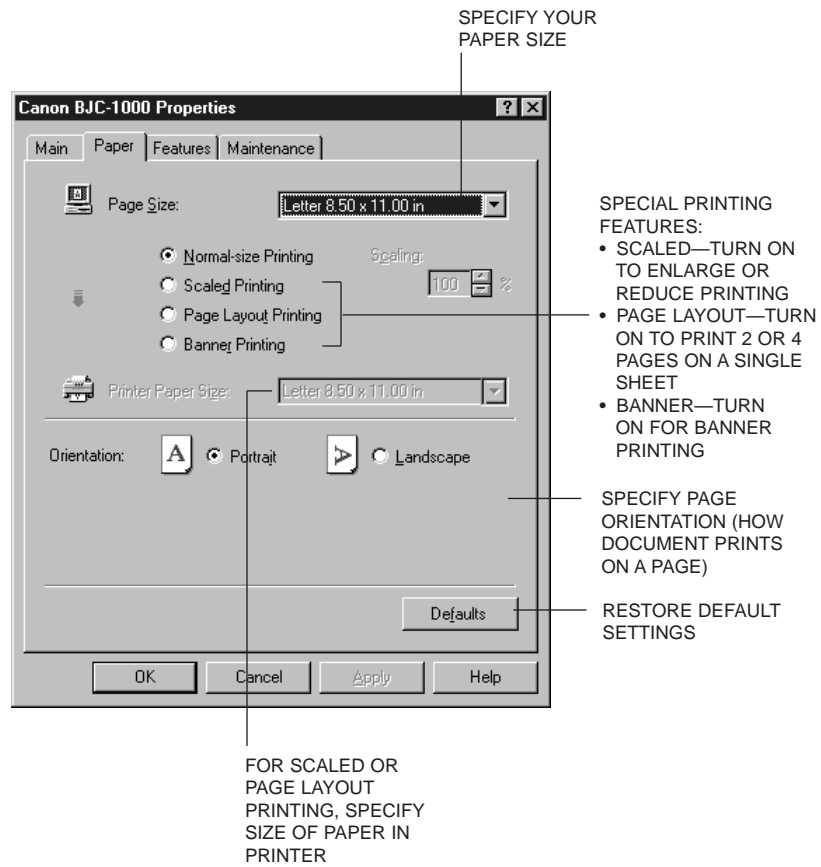 SPECIFY YOUR
PAPER SIZE
Canon BJC-1000 Properties
Main Paper Features Maintenance
Page Size: Letter 8.50 x 11.00 in
Normal-size Printing Scaling:
Scaled Printing 100 %
Page Layout Printing
Banner Printing
SPECIAL PRINTING
FEATURES:
• SCALED—TURN ON
TO ENLARGE OR
REDUCE PRINTING
• PAGE LAYOUT—TURN
ON TO PRINT 2 OR 4
PAGES ON A SINGLE
SHEET
• BANNER—TURN
ON FOR BANNER
PRINTING
Printer Paper Size: Letter 8.50 x 11.00 in
Orientation: A Portrait A Landscape
SPECIFY PAGE
ORIENTATION (HOW
DOCUMENT PRINTS
ON A PAGE)
Defaults
RESTORE DEFAULT
SETTINGS
OK Cancel Apply Help
FOR SCALED OR
PAGE LAYOUT
PRINTING, SPECIFY
SIZE OF PAPER IN
PRINTER